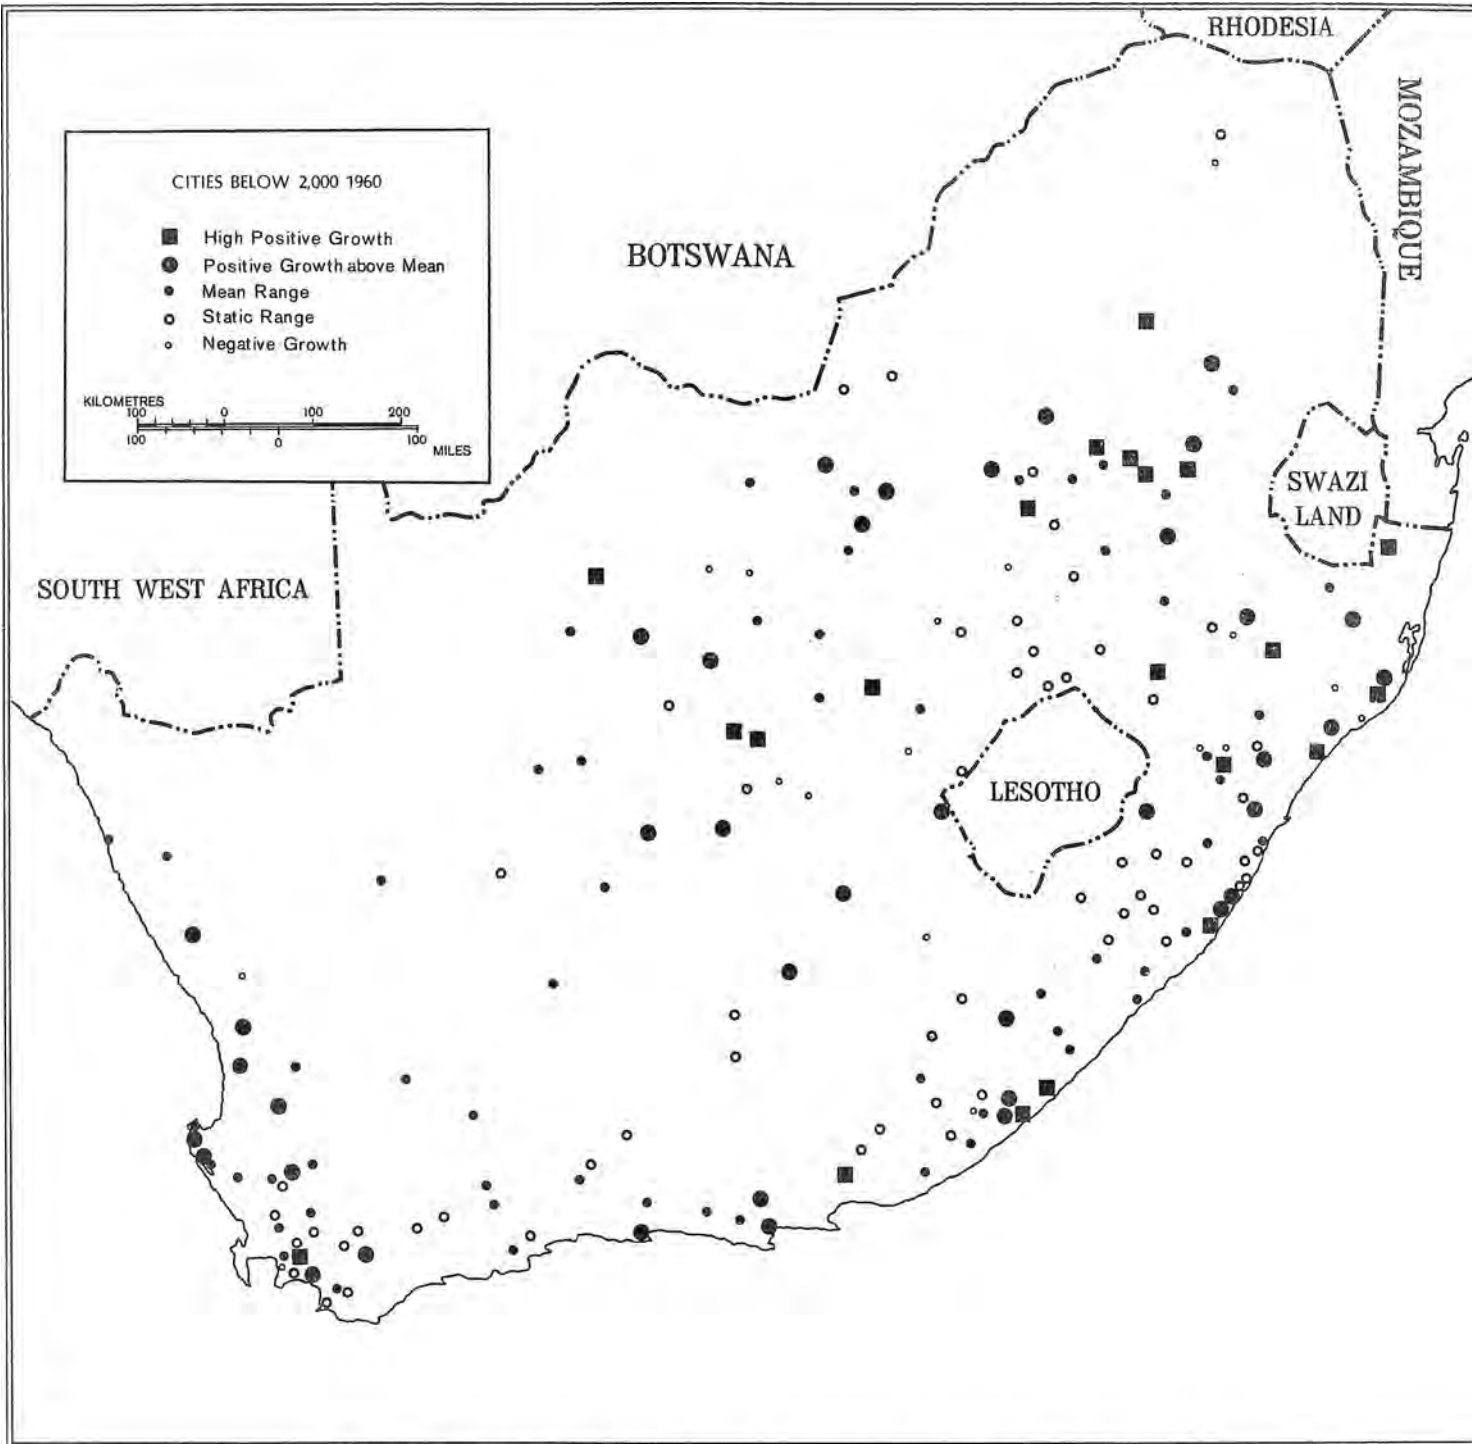 RHODESIA
MOZAMBIQUE
CITIES BELOW 2,000 1960
High Positive Growth
Positive Growth above Mean
Mean Range
Static Range
Negative Growth
KILOMETRES
100 0 100 200
100 0 100
MILES
BOTSWANA
SWAZI
LAND
SOUTH WEST AFRICA
LESOTHO